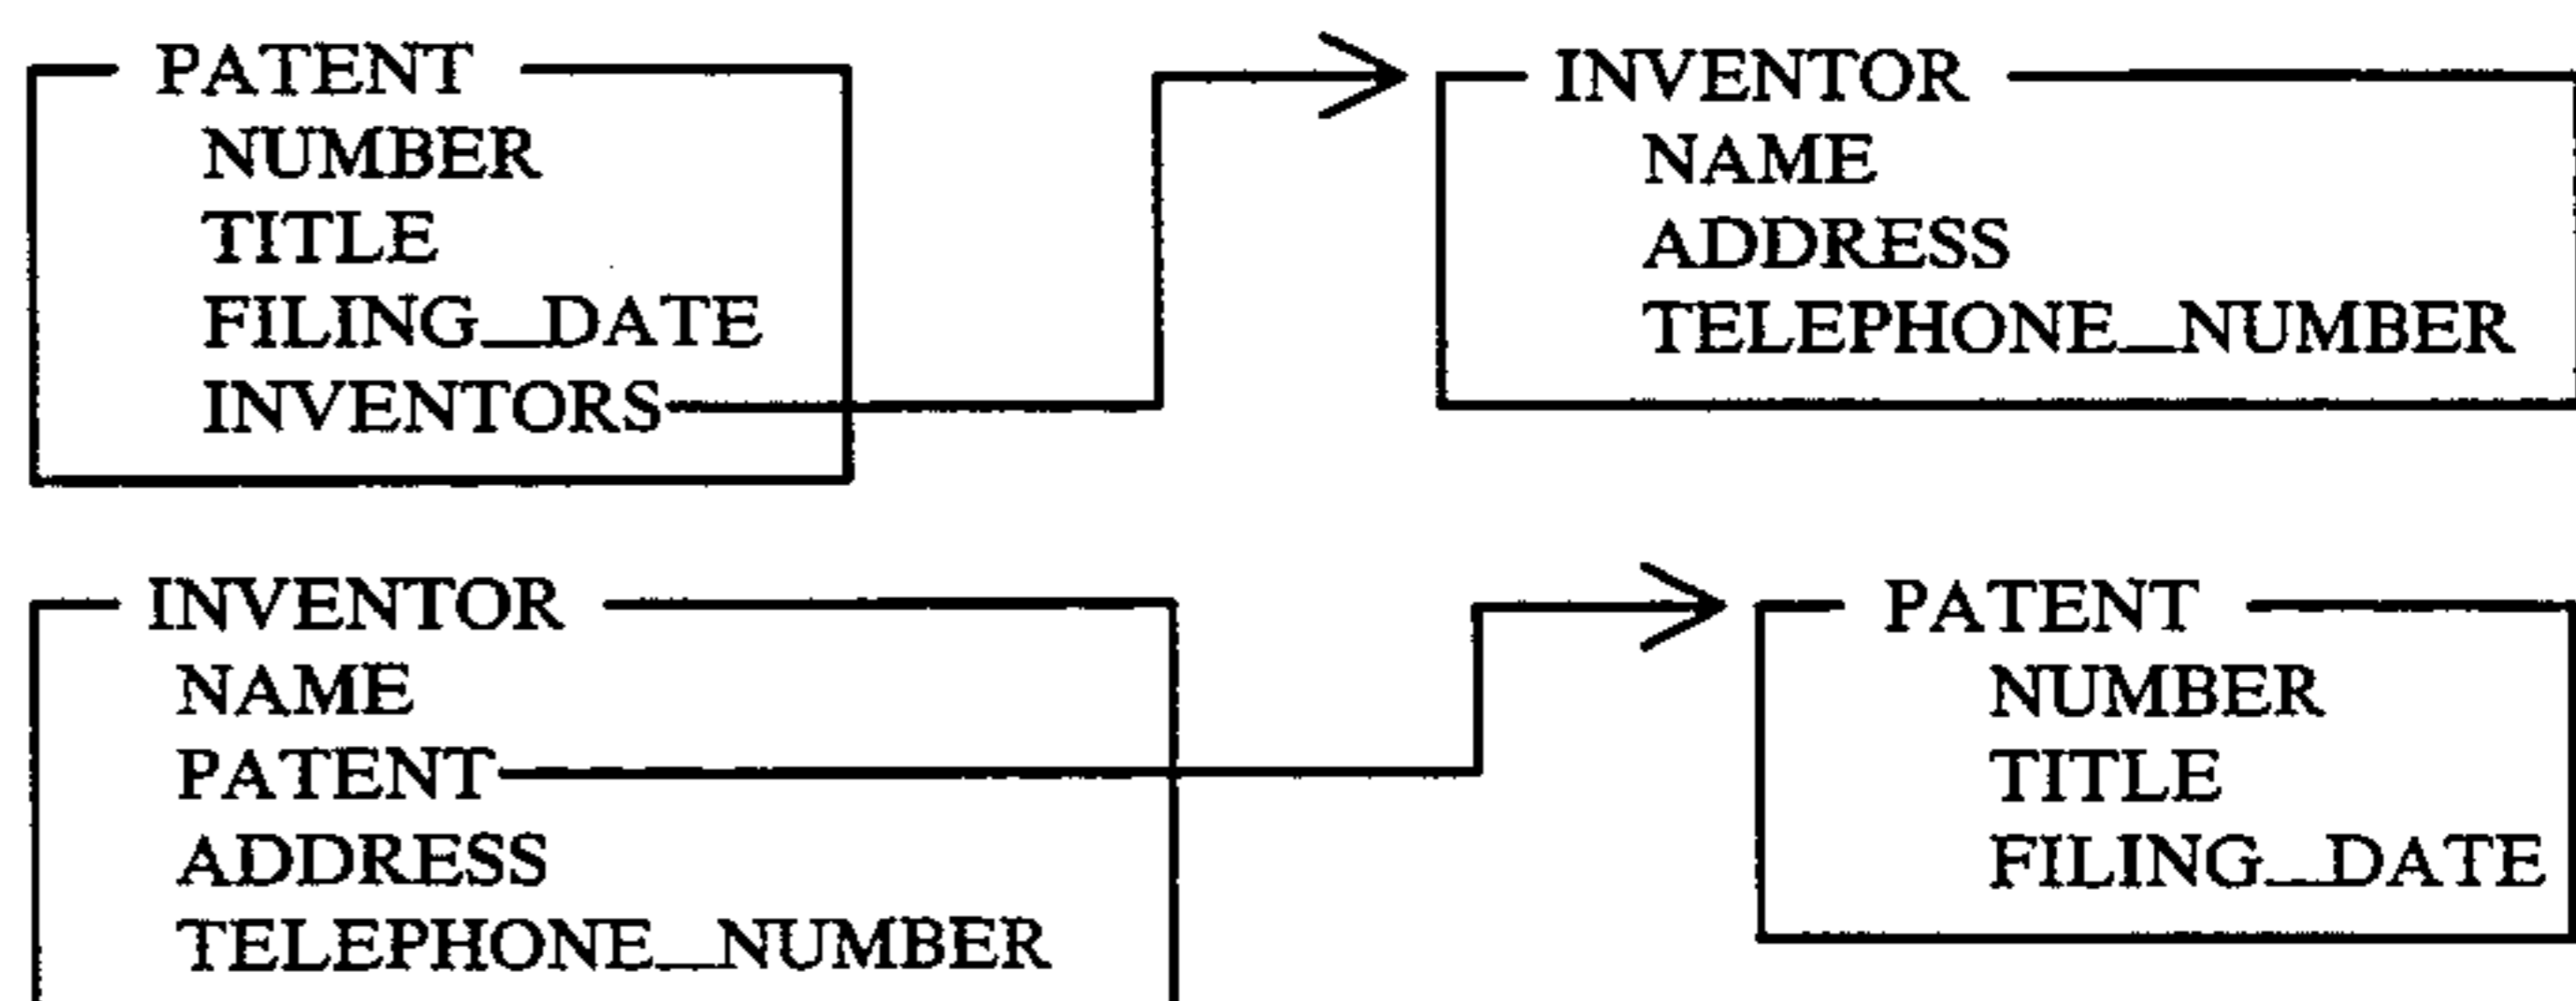 PATENT
NUMBER
TITLE
FILING_DATE
INVENTORS
INVENTOR
NAME
ADDRESS
TELEPHONE_NUMBER
INVENTOR
NAME
PATENT
ADDRESS
TELEPHONE_NUMBER
PATENT
NUMBER
TITLE
FILING_DATE